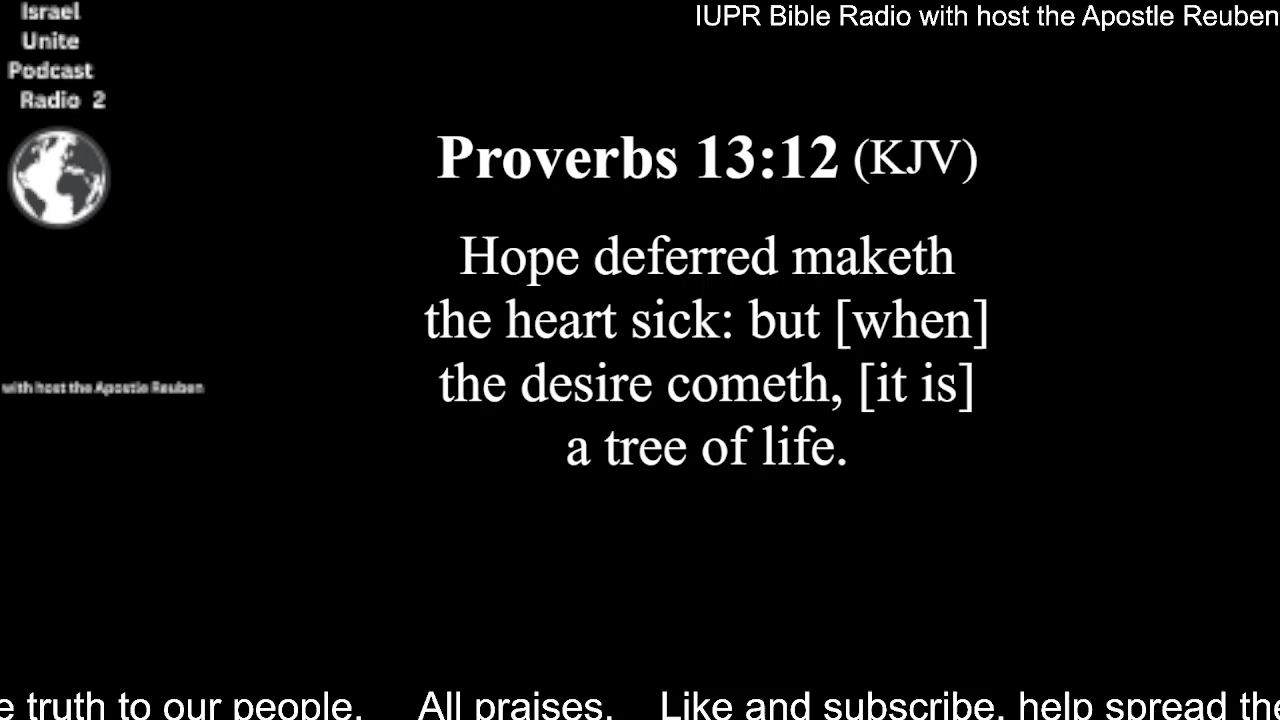 Israel
Unite
Podcast
Radio 2
IUPR Bible Radio with host the Apostle Reuben
Proverbs 13:12 (KJV)
Hope deferred maketh
the heart sick: but [when]
the desire cometh, [it is]
a tree of life.
with host the Apostle Reuben
e truth to our people. All praises. Like and subscribe, help spread the